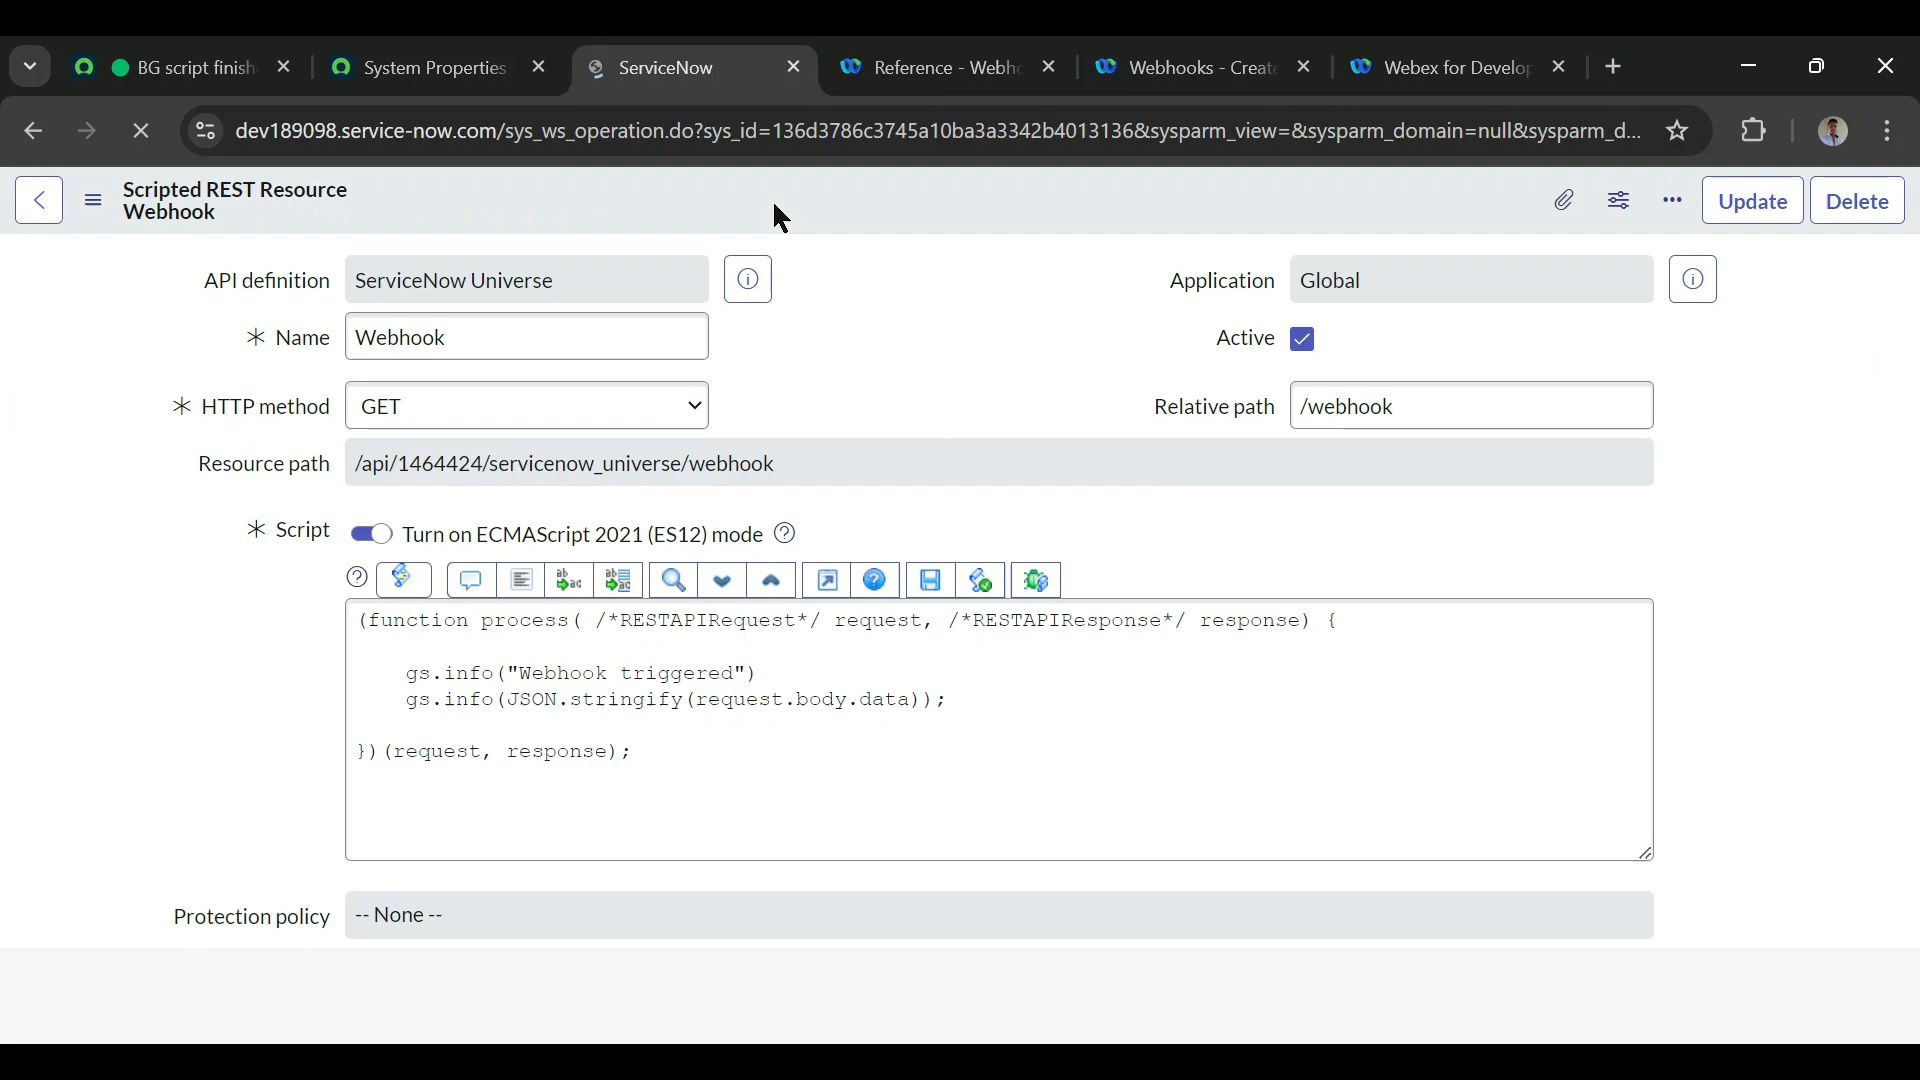 BG script finish
System Properties
ServiceNow
Reference - Webho
Webhooks - Create
Webex for Develop
dev189098.service-now.com/sys_ws_operation.do?sys_id=136d3786c3745a10ba3a3342b4013136&sysparm_view=&sysparm_domain=null&sysparm_d...
Scripted REST Resource
Webhook
Update
Delete
API definition
ServiceNow Universe
Application
Global
Name
Webhook
Active
HTTP method
GET
Relative path
/webhook
Resource path
/api/1464424/servicenow_universe/webhook
Script
Turn on ECMAScript 2021 (ES12) mode
(function process( /*RESTAPIRequest*/ request, /*RESTAPIResponse*/ response) {
gs.info("Webhook triggered")
gs.info(JSON.stringify(request.body.data));
})(request, response);
Protection policy
-- None --